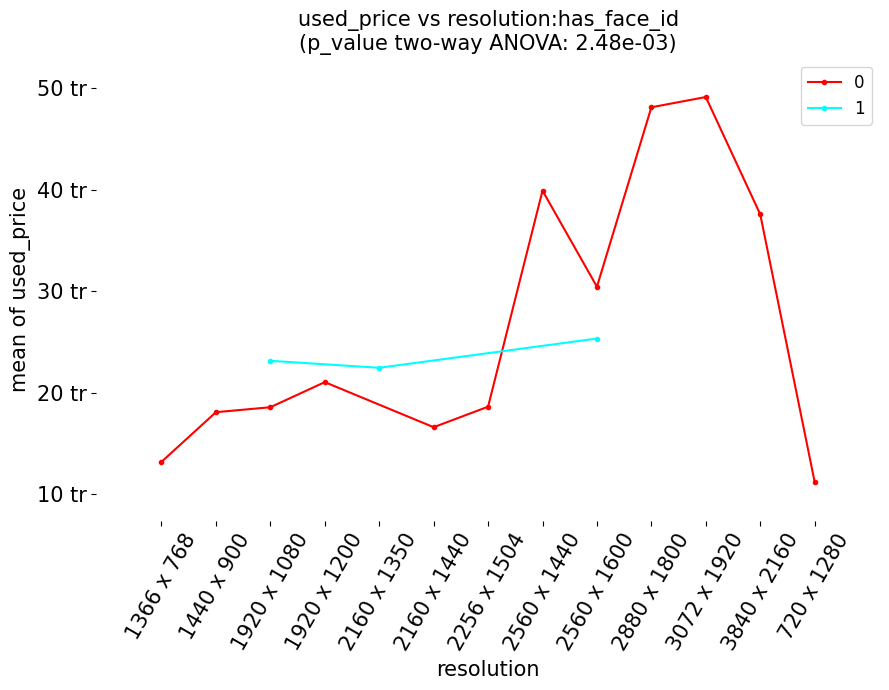 used_price vs resolution:has_face_id
(p_value two-way ANOVA: 2.48e-03)
0
1
50 tr
40 tr
30 tr
20 tr
10 tr
mean of used_price
1366 x 768
1440 x 900
1920 x 1080
1920 x 1200
2160 x 1350
2160 x 1440
2256 x 1504
2560 x 1440
2560 x 1600
2880 x 1800
3072 x 1920
3840 x 2160
720 x 1280
resolution